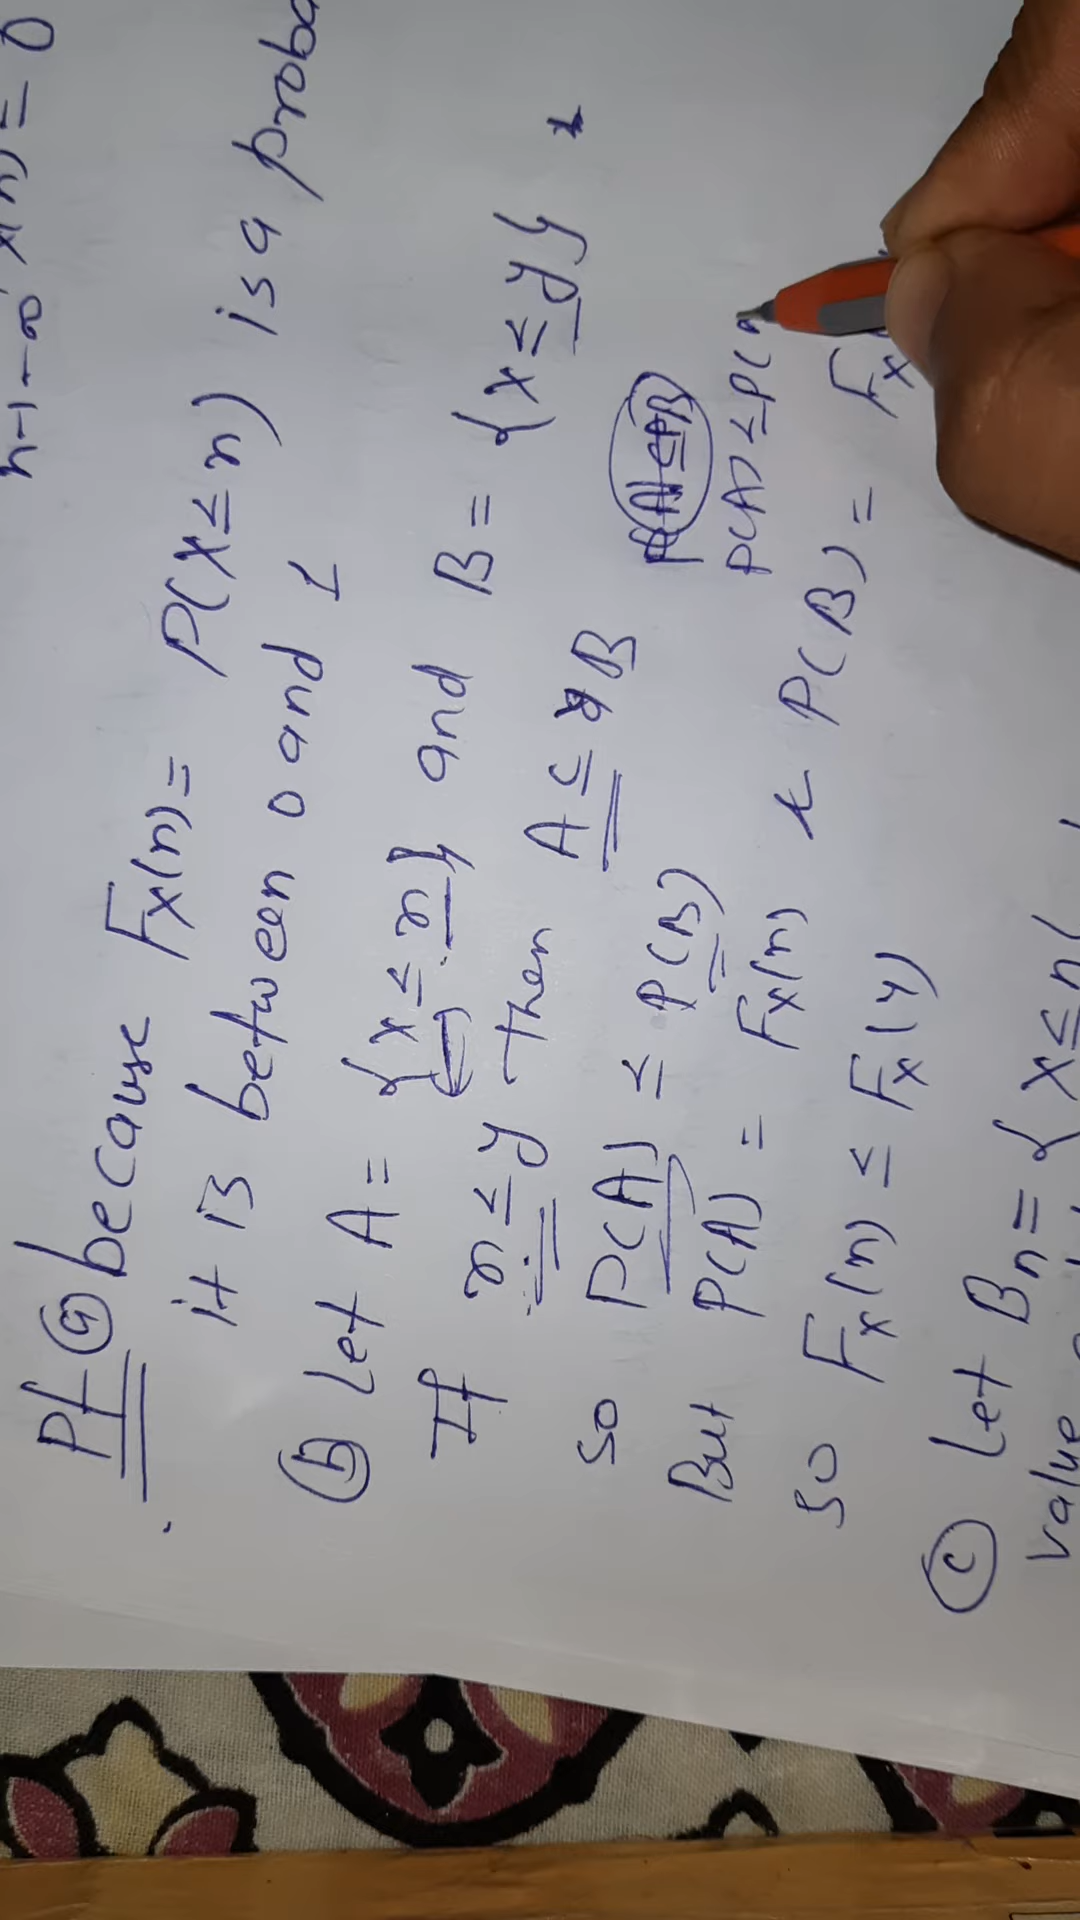 n→-∞ x(n) = 0
Pf (a) because Fx(n) = P(X≤n) is a proba
it is between 0 and 1
(b) Let A = {x≤n} and B = {x≤y}
If n≤y then A⊆B
so P(A) ≤ P(B)
P(A) ≤ P(
But P(A) = Fx(n) & P(B) = Fx
so Fx(n) ≤ Fx(y)
(c) Let Bn = { X≤n
value